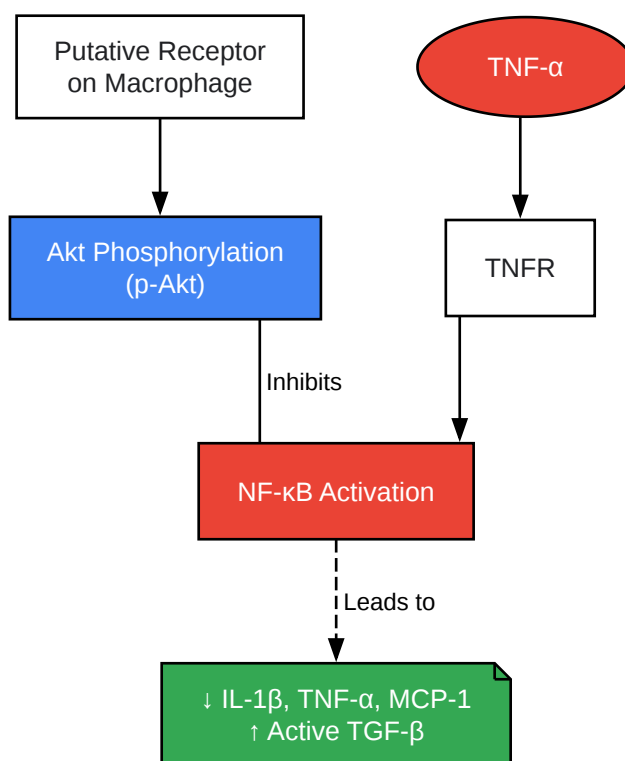 Putative Receptor
on Macrophage
TNF-α
Akt Phosphorylation
(p-Akt)
TNFR
Inhibits
NF-κB Activation
Leads to
↓ IL-1β, TNF-α, MCP-1
↑ Active TGF-β